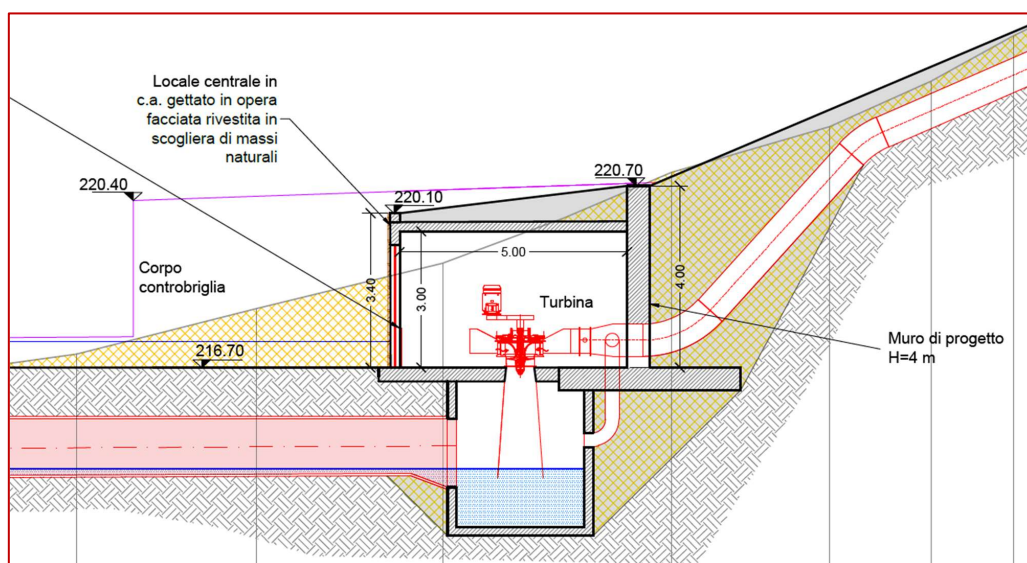 Locale centrale in
c.a. gettato in opera
facciata rivestita in
scogliera di massi
naturali
220.40
220.10
220.70
Corpo
controbriglia
3.40
3.00
5.00
4.00
Turbina
216.70
Muro di progetto
H=4 m